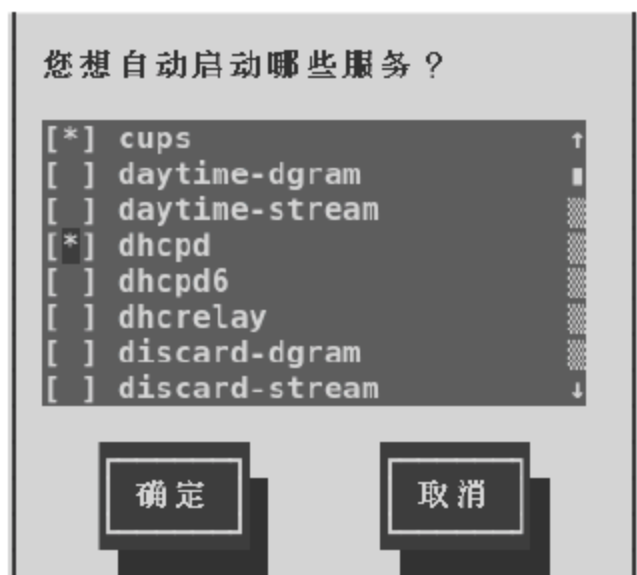 您想自动启动哪些服务？
[*] cups ↑
[ ] daytime-dgram
[ ] daytime-stream
[*] dhcpd
[ ] dhcpd6
[ ] dhcrelay
[ ] discard-dgram
[ ] discard-stream ↓
确定 取消